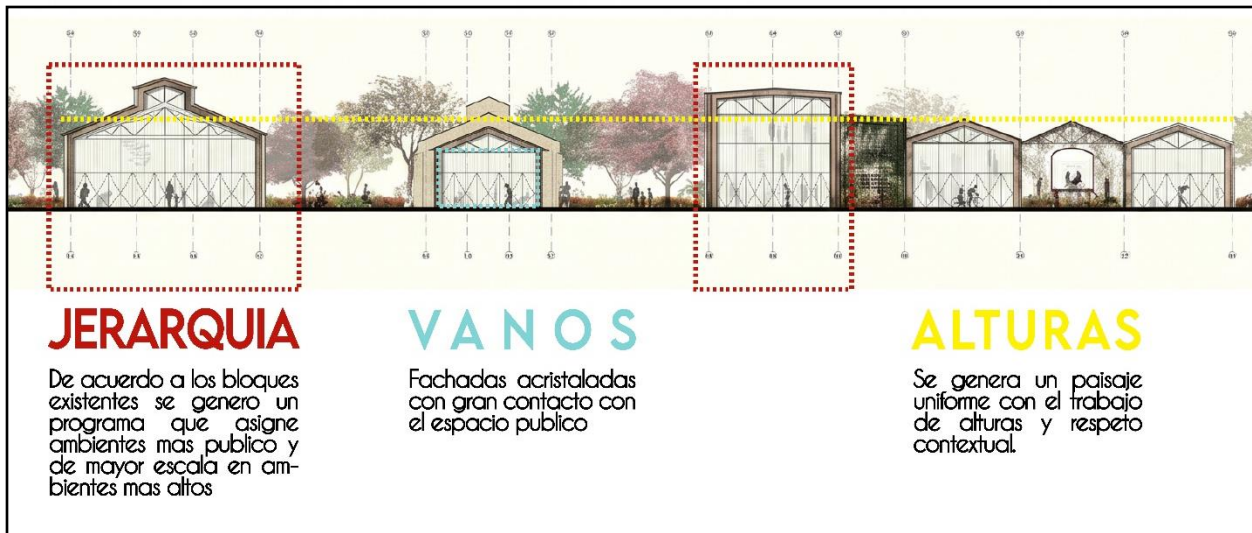 JERARQUIA
De acuerdo a los bloques
existentes se genero un
programa que asigne
ambientes mas publico y
de mayor escala en am-
bientes mas altos
VANOS
Fachadas acristaladas
con gran contacto con
el espacio publico
ALTURAS
Se genera un paisaje
uniforme con el trabajo
de alturas y respeto
contextual.